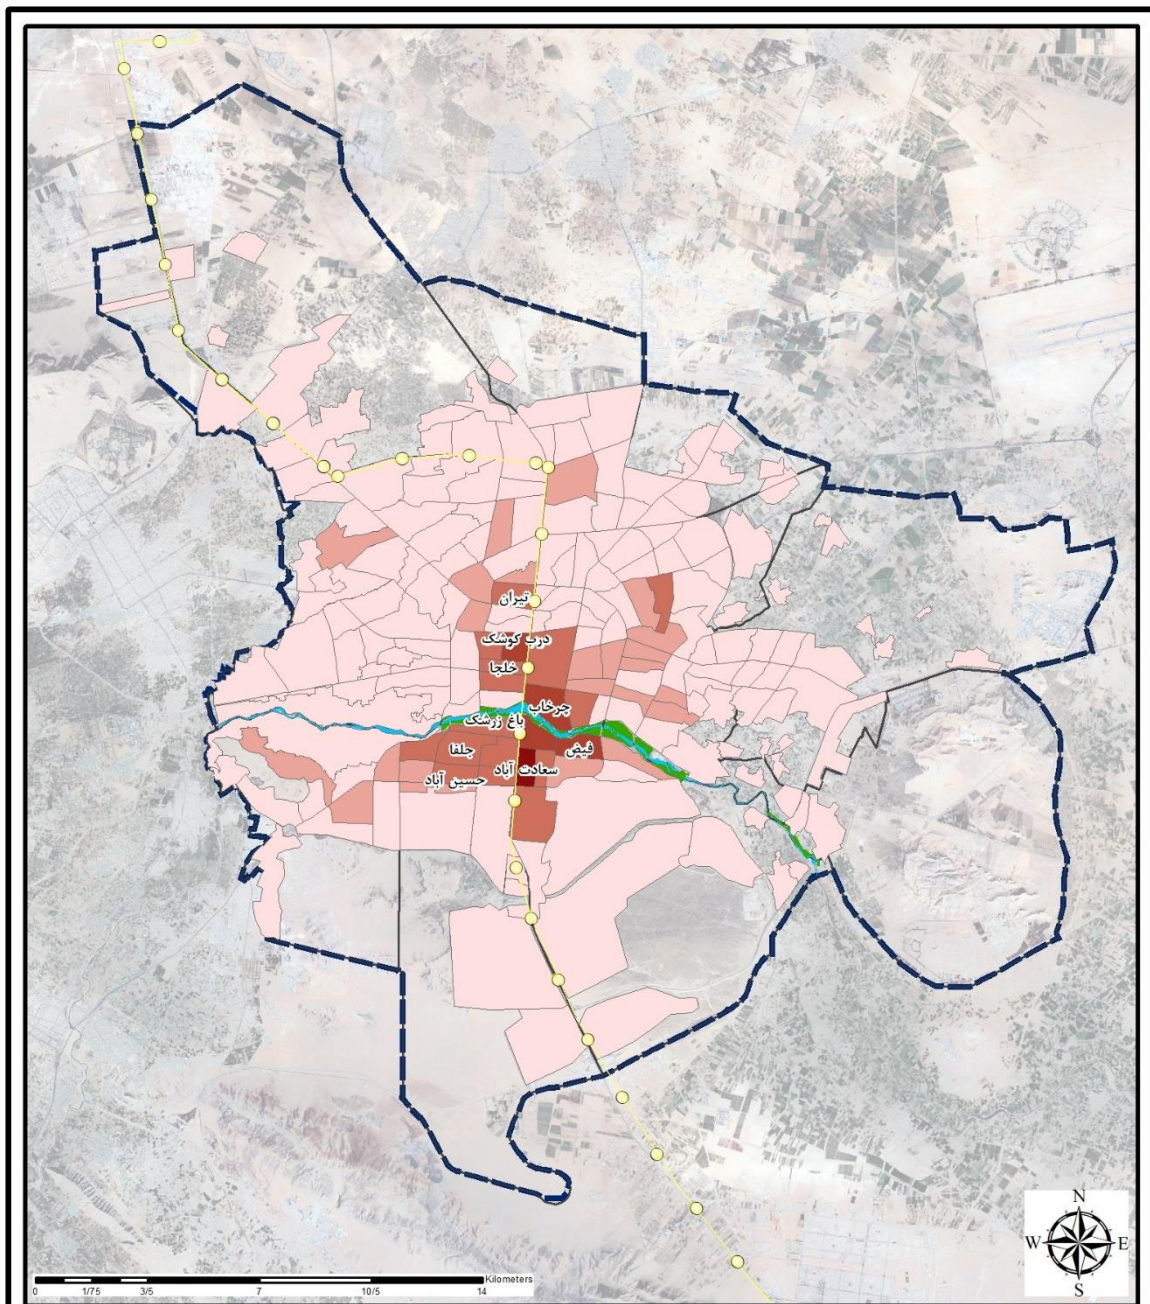 تیران
درب کوشک
خلجا
چرخاب
باغ زرشک
فیض
جلفا
سعادت آباد
حسین آباد
N
W E
S
Kilometers
0 1/75 3/5 7 10/5 14